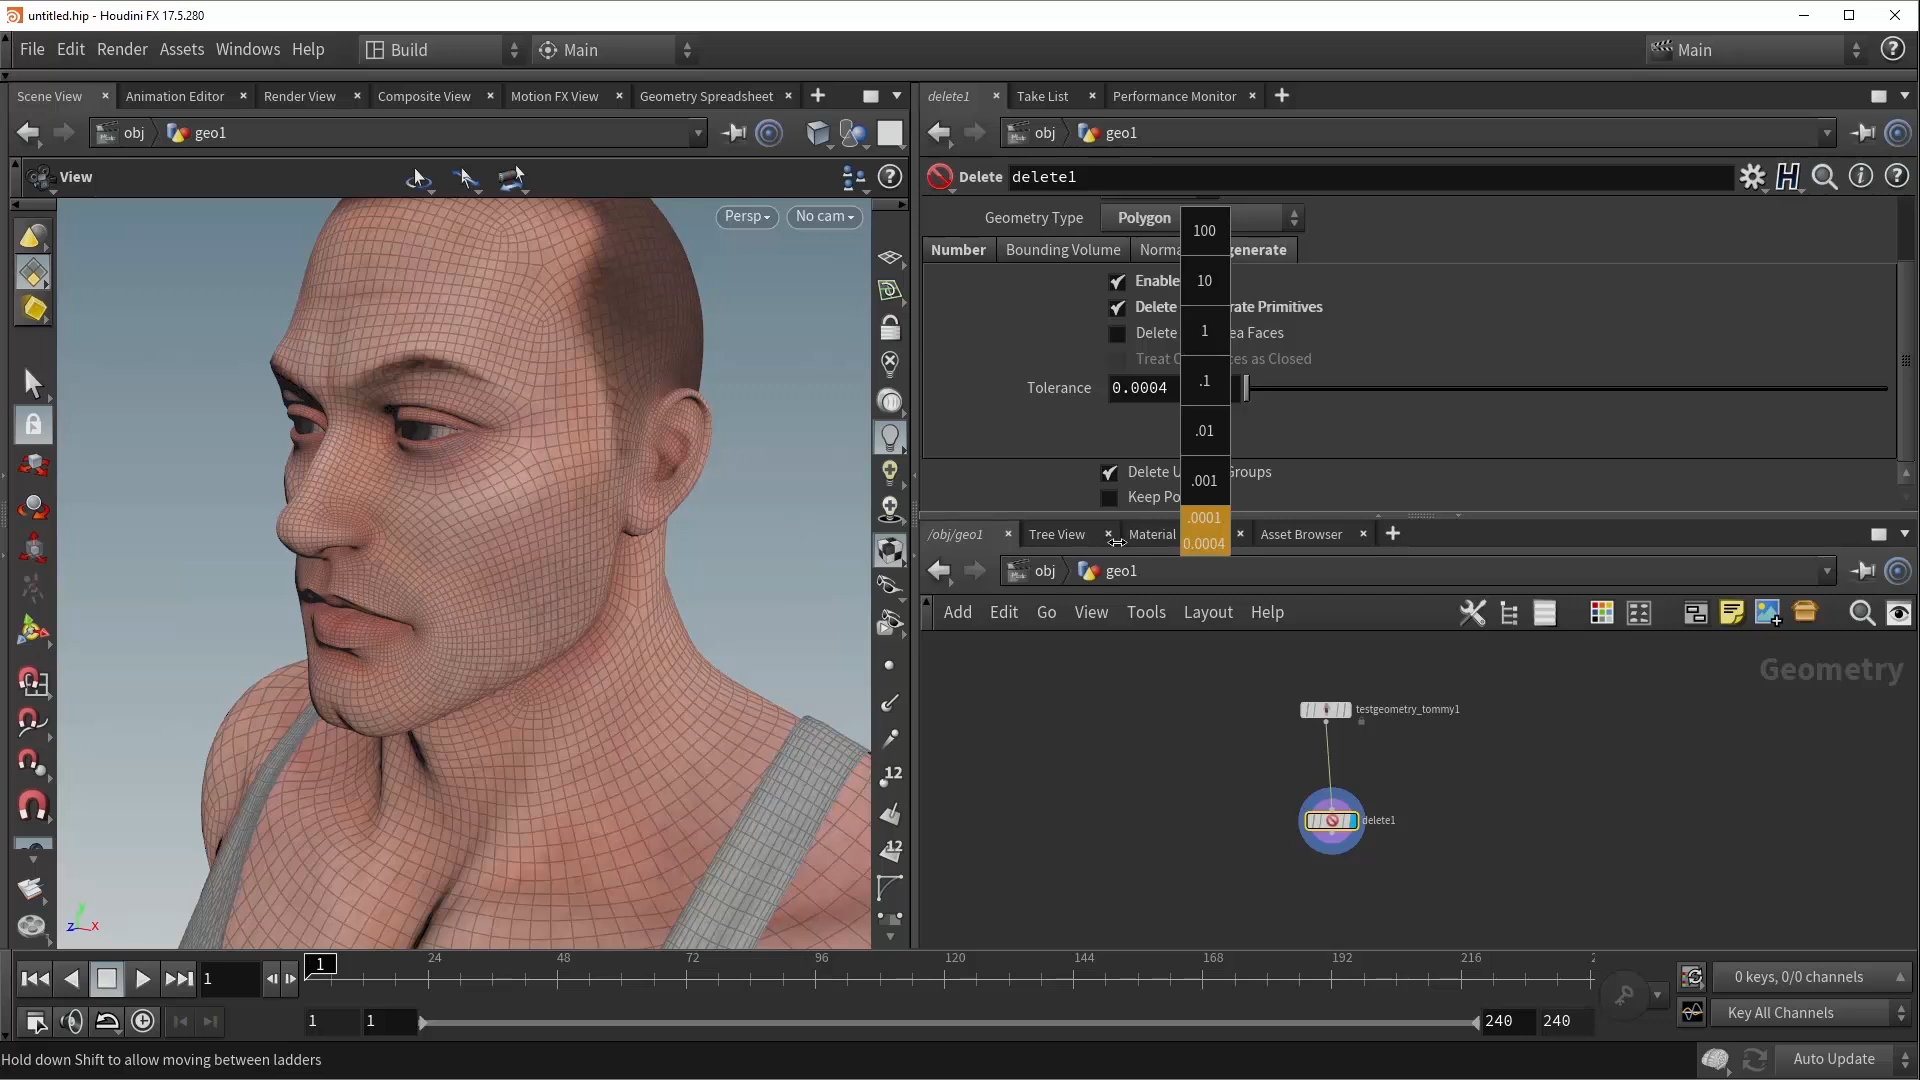 untitled.hip - Houdini FX 17.5.280
File Edit Render Assets Windows Help Build Main Main
Scene View Animation Editor Render View Composite View Motion FX View Geometry Spreadsheet
obj geo1
View
Persp No cam
12
12
z y x
delete1 Take List Performance Monitor
obj geo1
Delete delete1
Geometry Type Polygon
Number Bounding Volume Norma generate
Enable
Delete rate Primitives
Delete ea Faces
Treat C ces as Closed
Tolerance 0.0004
Delete U Groups
Keep Po
100
10
1
.1
.01
.001
.0001
0.0004
/obj/geo1 Tree View Material Asset Browser
obj geo1
Add Edit Go View Tools Layout Help
Geometry
testgeometry_tommy1
delete1
1 1 24 48 72 96 120 144 168 192 216 2
0 keys, 0/0 channels
1 1 240 240 Key All Channels
Hold down Shift to allow moving between ladders Auto Update